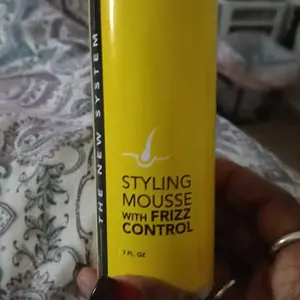 THE NEW SYSTEM
STYLING
MOUSSE
WITH FRIZZ
CONTROL
7 FL. OZ